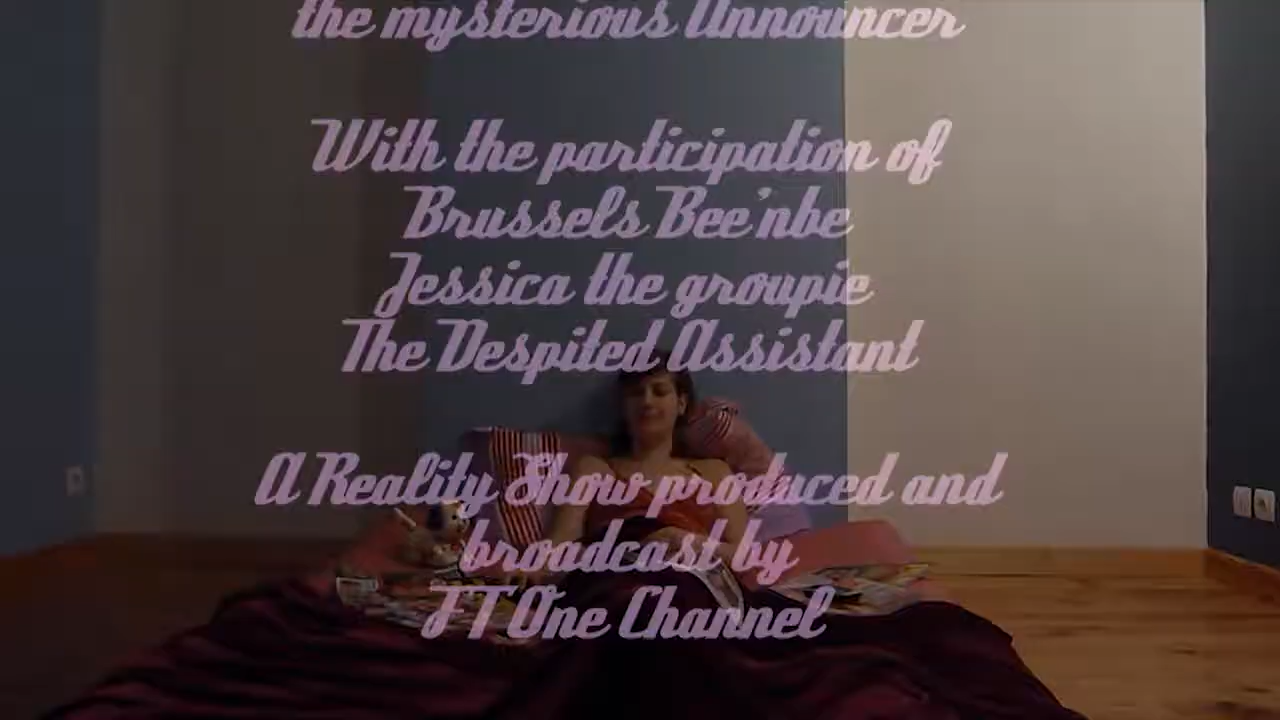 the mysterious Announcer
With the participation of
Brussels Bee'nbe
Jessica the groupie
The Despited Assistant
A Reality Show produced and
broadcast by
FT One Channel